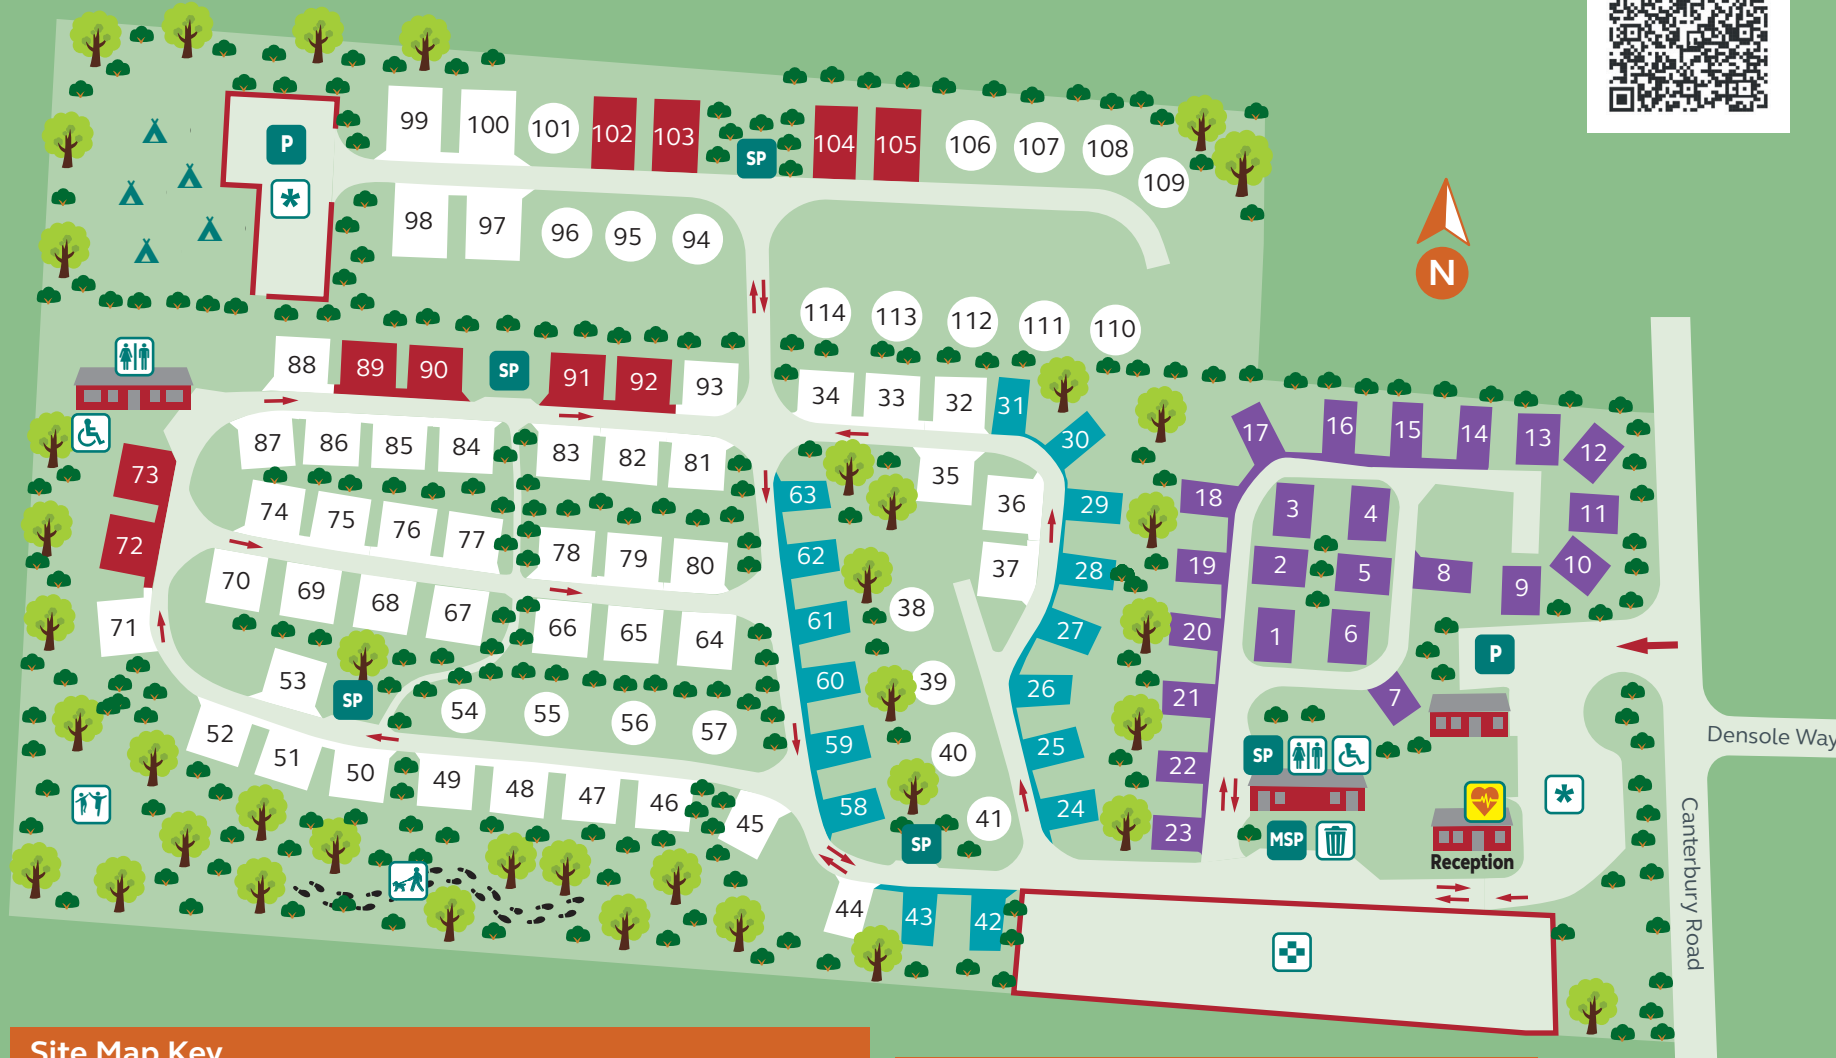 99 100 101 102 103 SP 104 105 106 107 108 109
P
98 97 96 95 94
N
114 113 112 111 110
88 89 90 SP 91 92 93 34 33 32 31 30
87 86 85 84 83 82 81 35 36 29
17 16 15 14 13 12
73 74 75 76 77 63 18 3 4 11
72 78 79 80 62 37 28 19 2 5 8 9 10
70 69 68 67 66 65 64 61 38 27 20 1 6
71
53 SP 54 55 56 57 60 39 26 21 7 P
52 51 50 49 48 47 46 45 59 40 25 22 SP
58 41 24 23 MSP
SP
Reception
44 43 42
Densole Way
Canterbury Road
Site Map Key